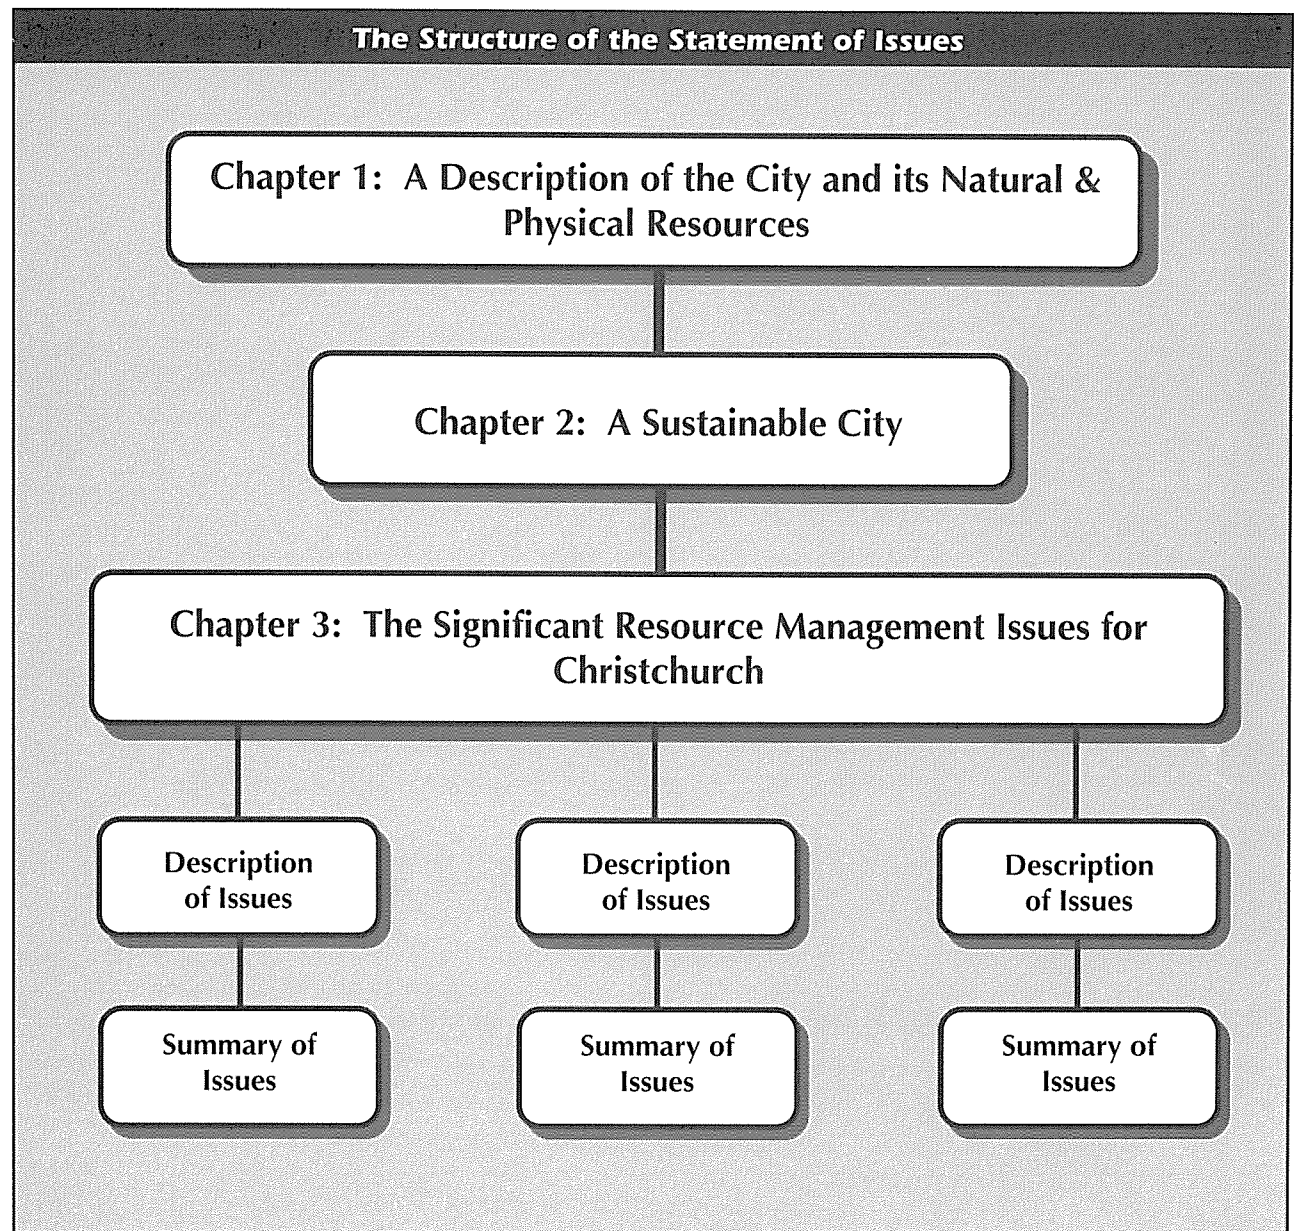 The Structure of the Statement of Issues
Chapter 1: A Description of the City and its Natural &
Physical Resources
Chapter 2: A Sustainable City
Chapter 3: The Significant Resource Management Issues for
Christchurch
Description
of Issues
Description
of Issues
Description
of Issues
Summary of
Issues
Summary of
Issues
Summary of
Issues